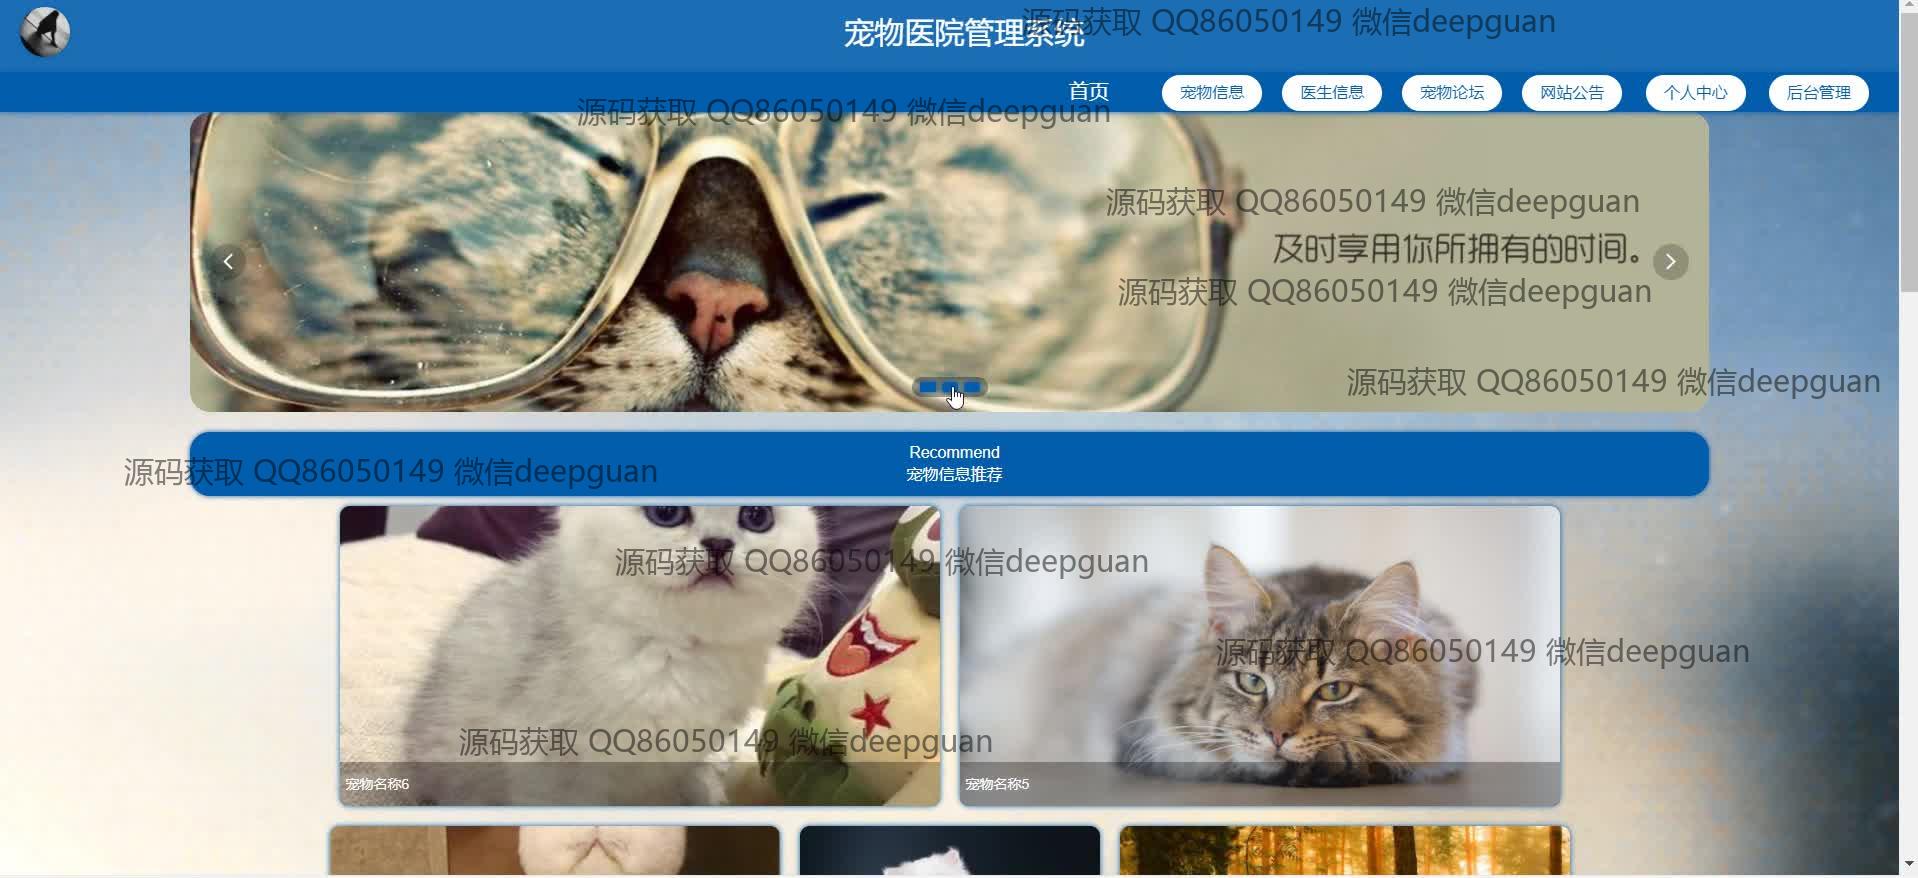 宠物医院管理系统
源码获取 QQ86050149 微信deepguan
首页
宠物信息
医生信息
宠物论坛
网站公告
个人中心
后台管理
源码获取 QQ86050149 微信deepguan
源码获取 QQ86050149 微信deepguan
及时享用你所拥有的时间。
源码获取 QQ86050149 微信deepguan
源码获取 QQ86050149 微信deepguan
Recommend
宠物信息推荐
源码获取 QQ86050149 微信deepguan
源码获取 QQ86050149 微信deepguan
源码获取 QQ86050149 微信deepguan
源码获取 QQ86050149 微信deepguan
宠物名称6
宠物名称5